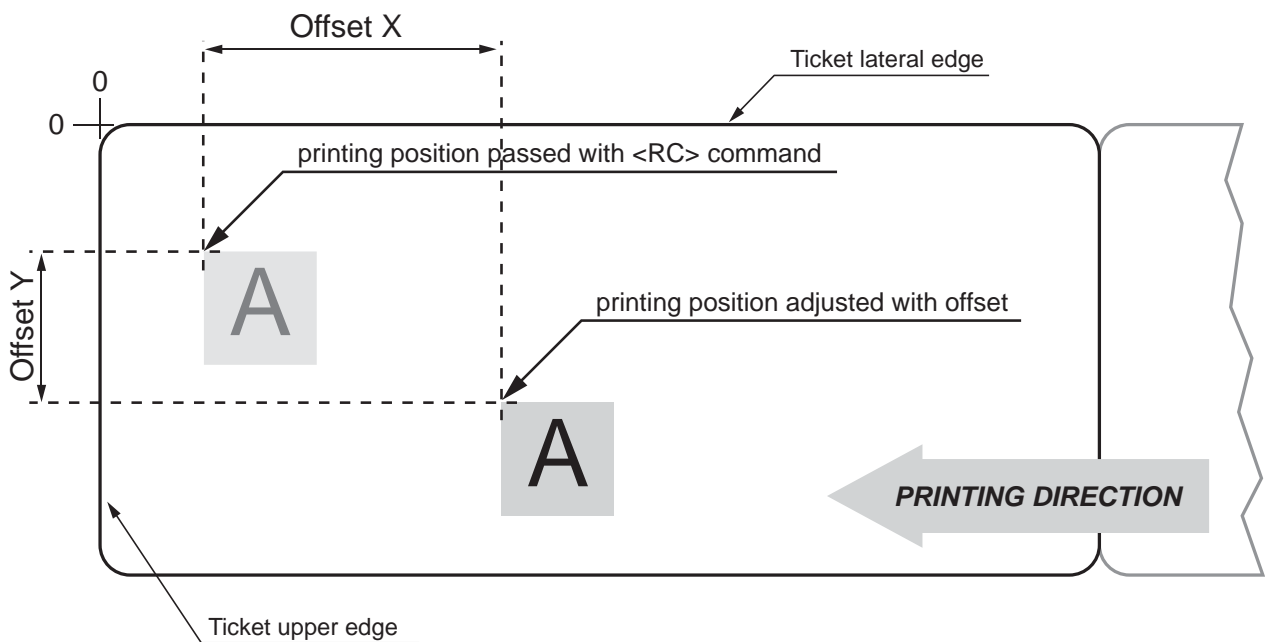 Offset X
Ticket lateral edge
0
0
printing position passed with <RC> command
Offset Y
A
printing position adjusted with offset
A
PRINTING DIRECTION
Ticket upper edge